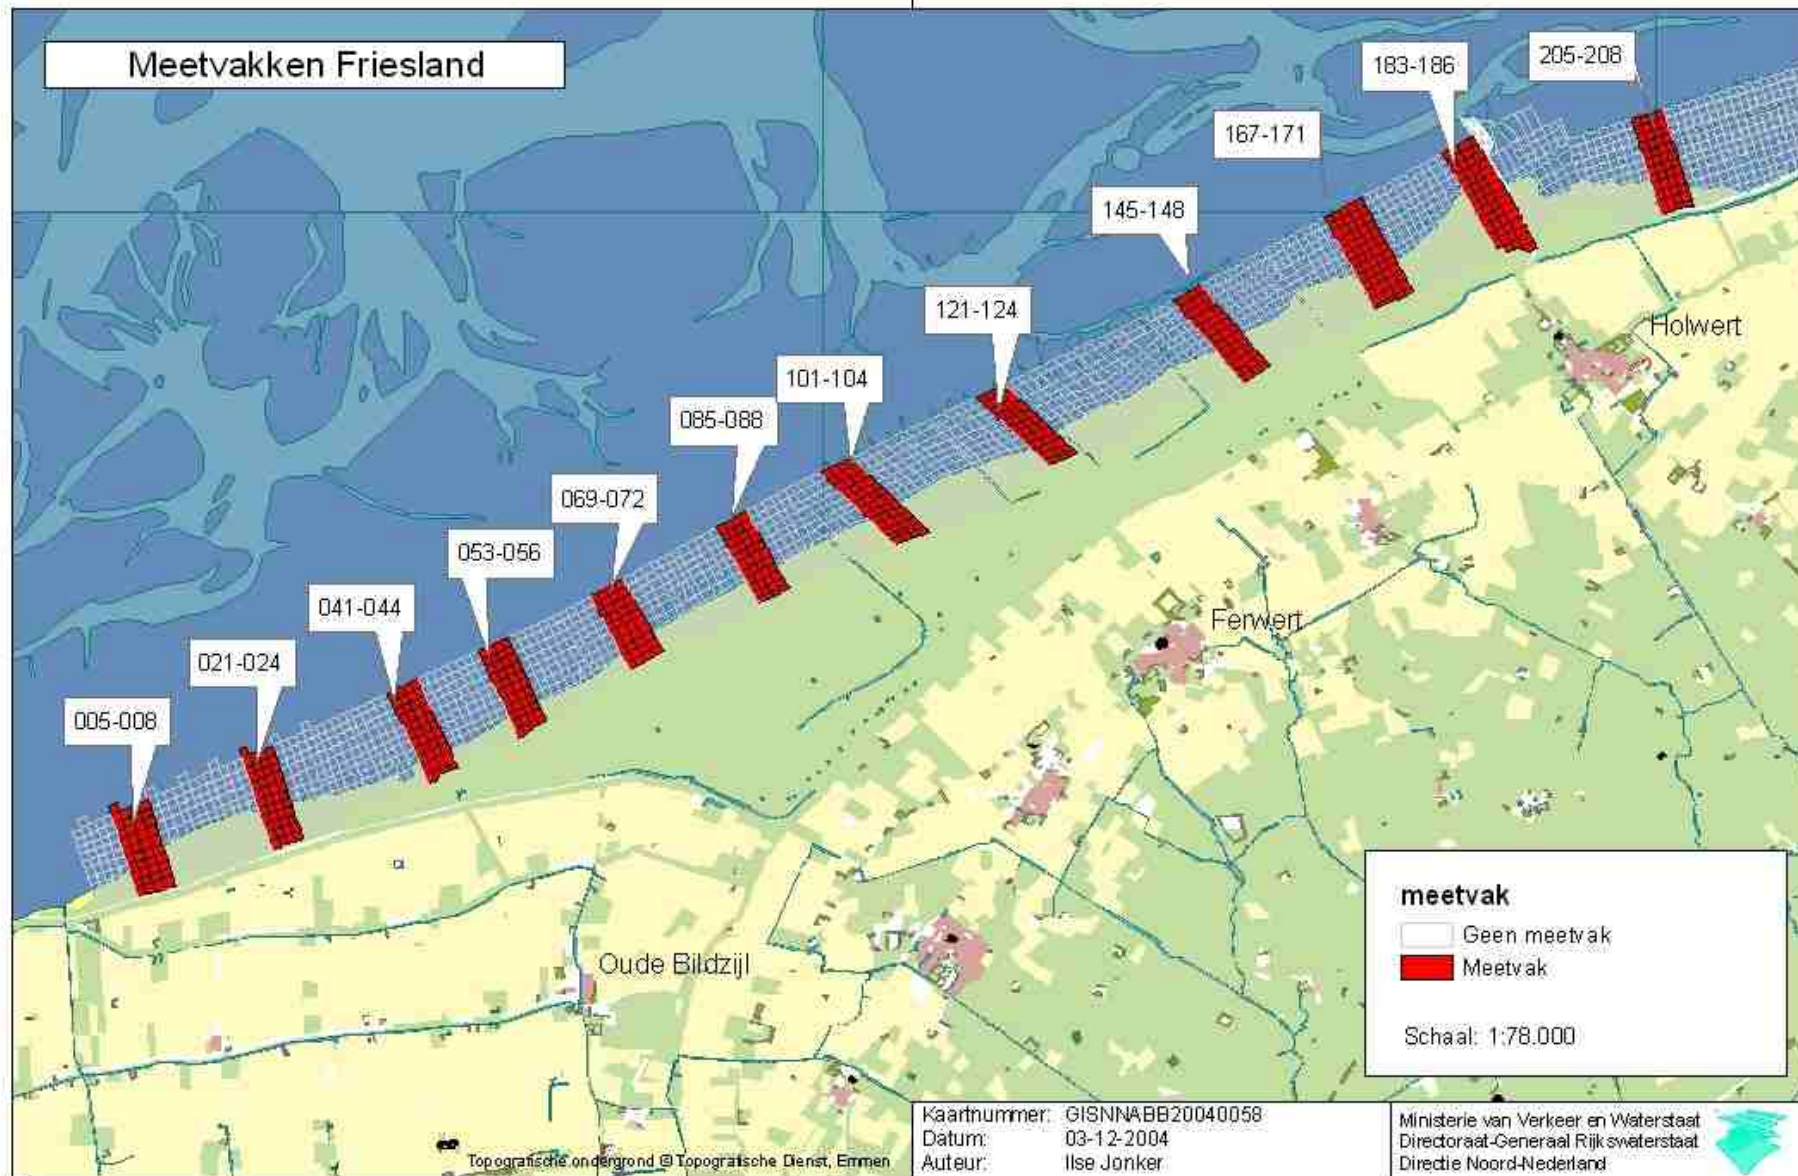 Meetvakken Friesland
205-208
183-186
167-171
145-148
121-124
101-104
085-088
069-072
053-056
041-044
021-024
005-008
Holwert
Ferwert
Oude Bildzijl
meetvak
Geen meetvak
Meetvak
Schaal: 1:78.000
Topografische ondergrond © Topografische Dienst, Emmen
Kaartnummer: GISNNABB20040058
Datum: 03-12-2004
Auteur: Ilse Jonker
Ministerie van Verkeer en Waterstaat
Directoraat-Generaal Rijkswaterstaat
Directie Noord-Nederland